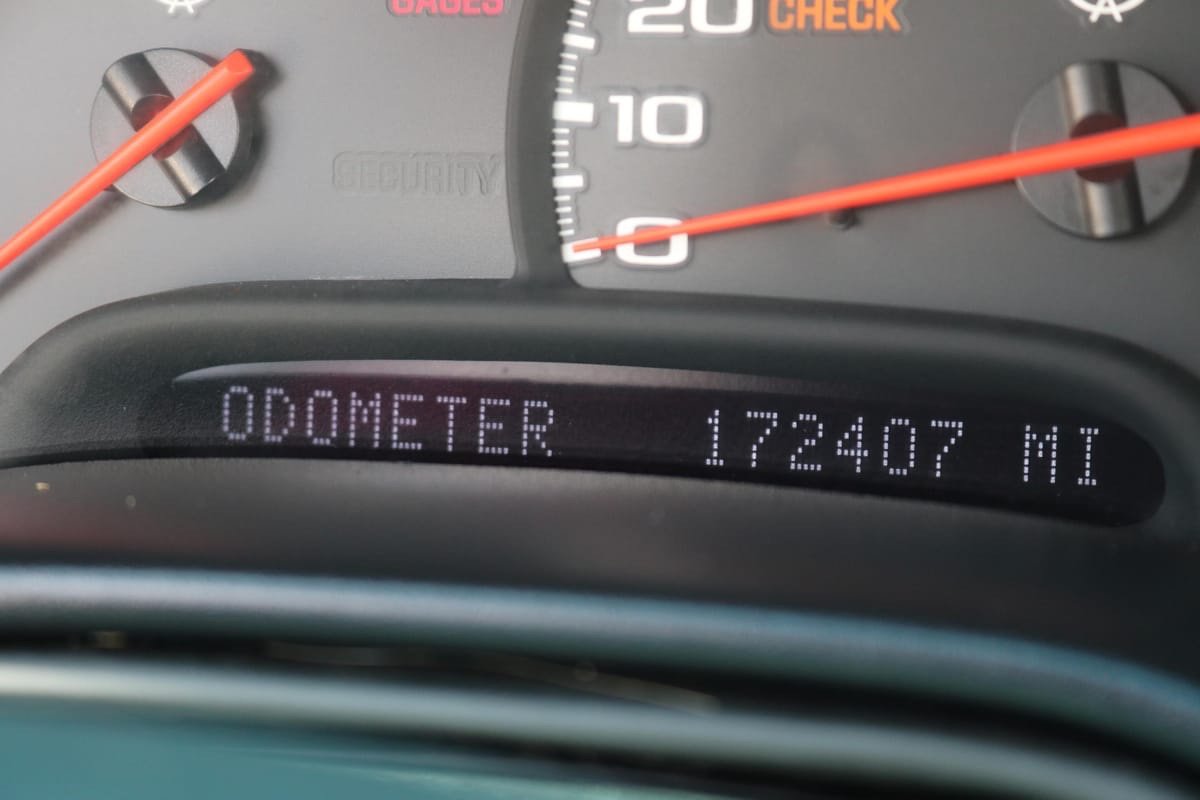 GAGES
20 CHECK
10
SECURITY
0
ODOMETER 172407 MI